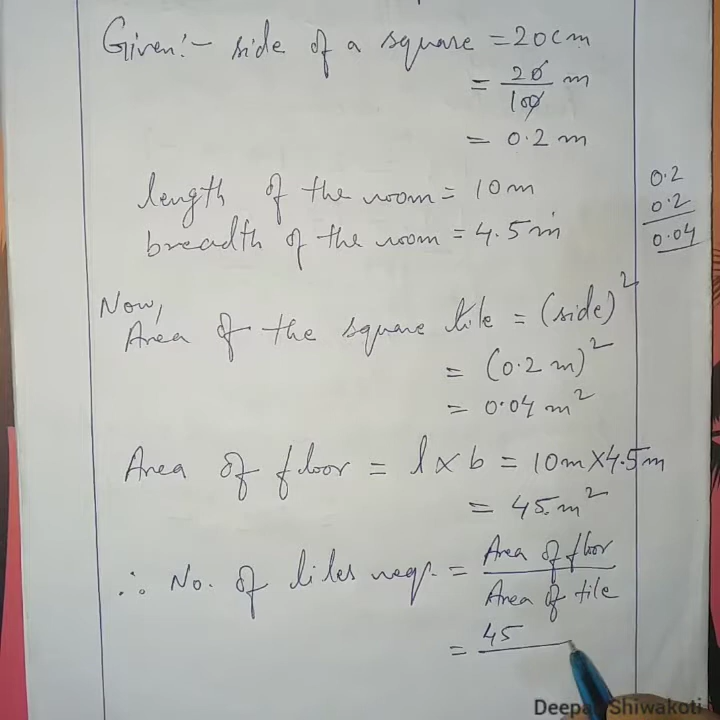 Given:- side of a square = 20cm
= 20/100 m
= 0.2 m
length of the room = 10m
breadth of the room = 4.5m
0.2
0.2
0.04
Now,
Area of the square tile = (side)²
= (0.2 m)²
= 0.04 m²
Area of floor = l × b = 10m×4.5m
= 45 m²
∴ No. of tiles req. = Area of floor / Area of tile
= 45
Shiwakoti